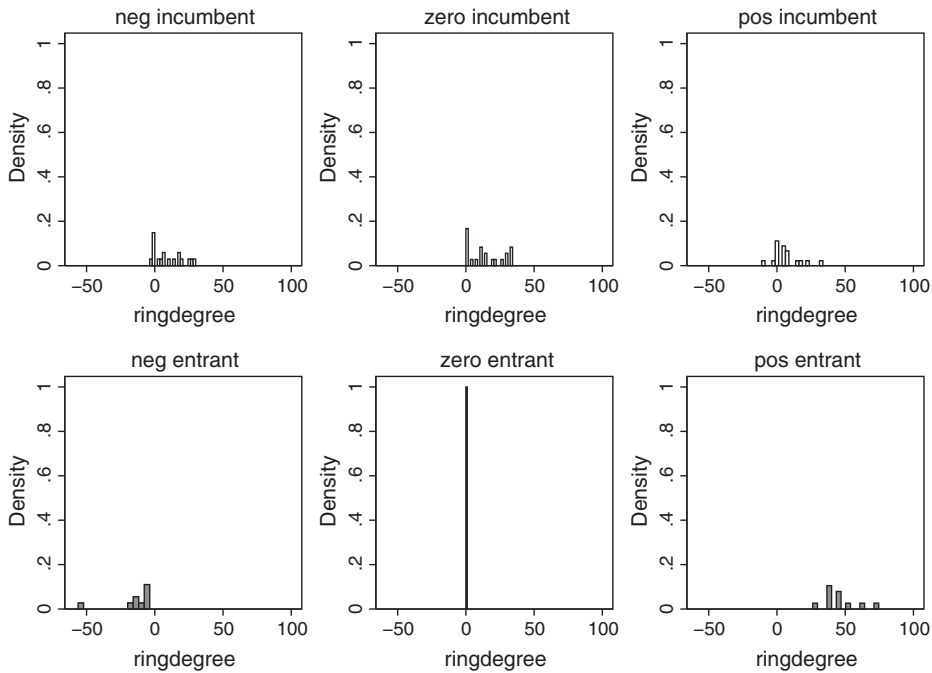 neg incumbent
zero incumbent
pos incumbent
Density
1
.8
.6
.4
.2
0
−50 0 50 100
ringdegree
Density
1
.8
.6
.4
.2
0
−50 0 50 100
ringdegree
Density
1
.8
.6
.4
.2
0
−50 0 50 100
ringdegree
neg entrant
zero entrant
pos entrant
Density
1
.8
.6
.4
.2
0
−50 0 50 100
ringdegree
Density
1
.8
.6
.4
.2
0
−50 0 50 100
ringdegree
Density
1
.8
.6
.4
.2
0
−50 0 50 100
ringdegree